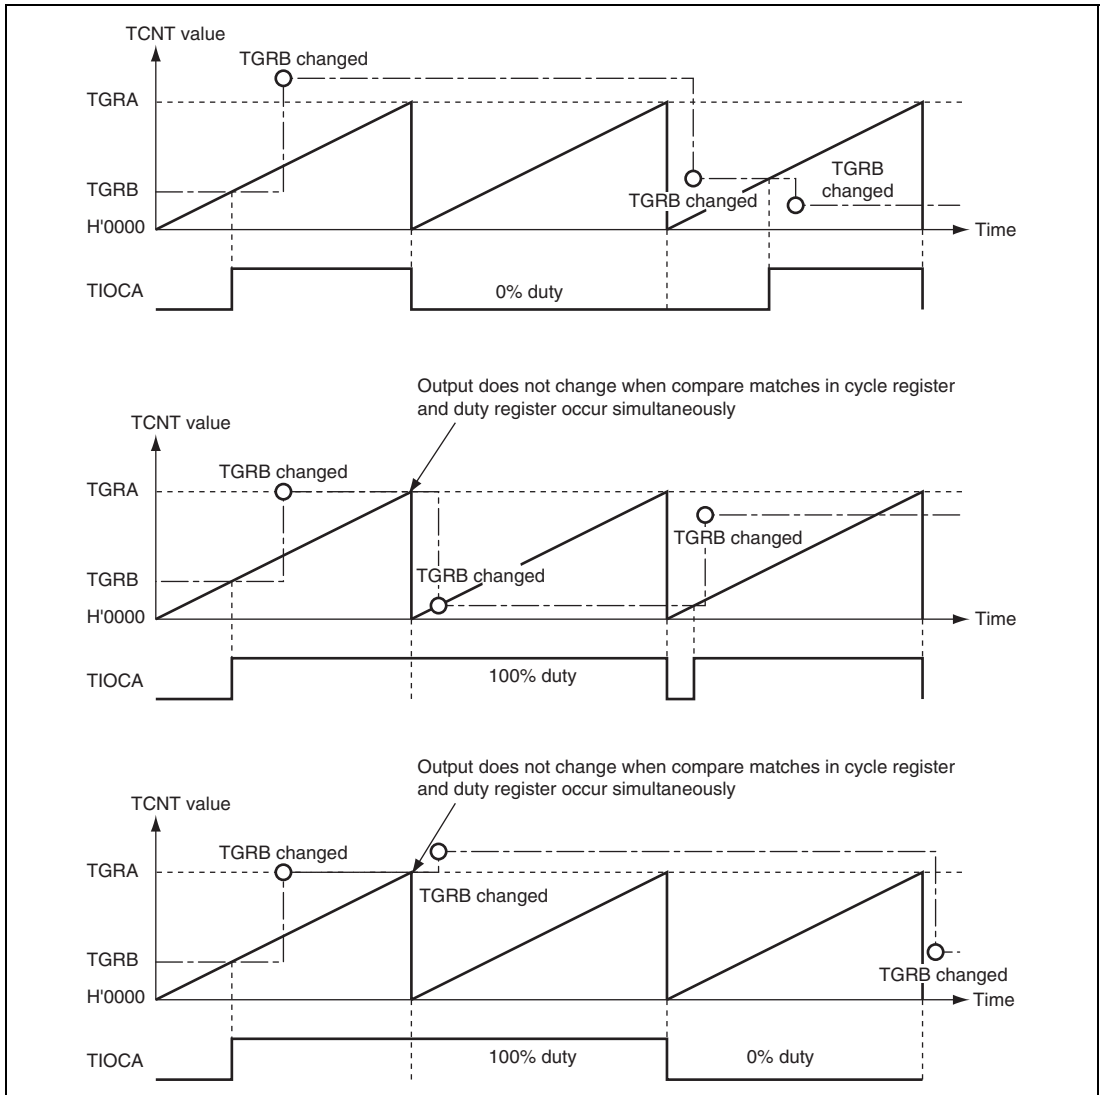 TCNT value
TGRB changed
TGRA
TGRB
changed
TGRB
TGRB changed
H'0000
Time
TIOCA
0% duty
Output does not change when compare matches in cycle register
and duty register occur simultaneously
TCNT value
TGRB changed
TGRA
TGRB changed
TGRB changed
TGRB
H'0000
Time
TIOCA
100% duty
Output does not change when compare matches in cycle register
and duty register occur simultaneously
TCNT value
TGRB changed
TGRA
TGRB changed
TGRB
TGRB changed
H'0000
Time
TIOCA
100% duty
0% duty